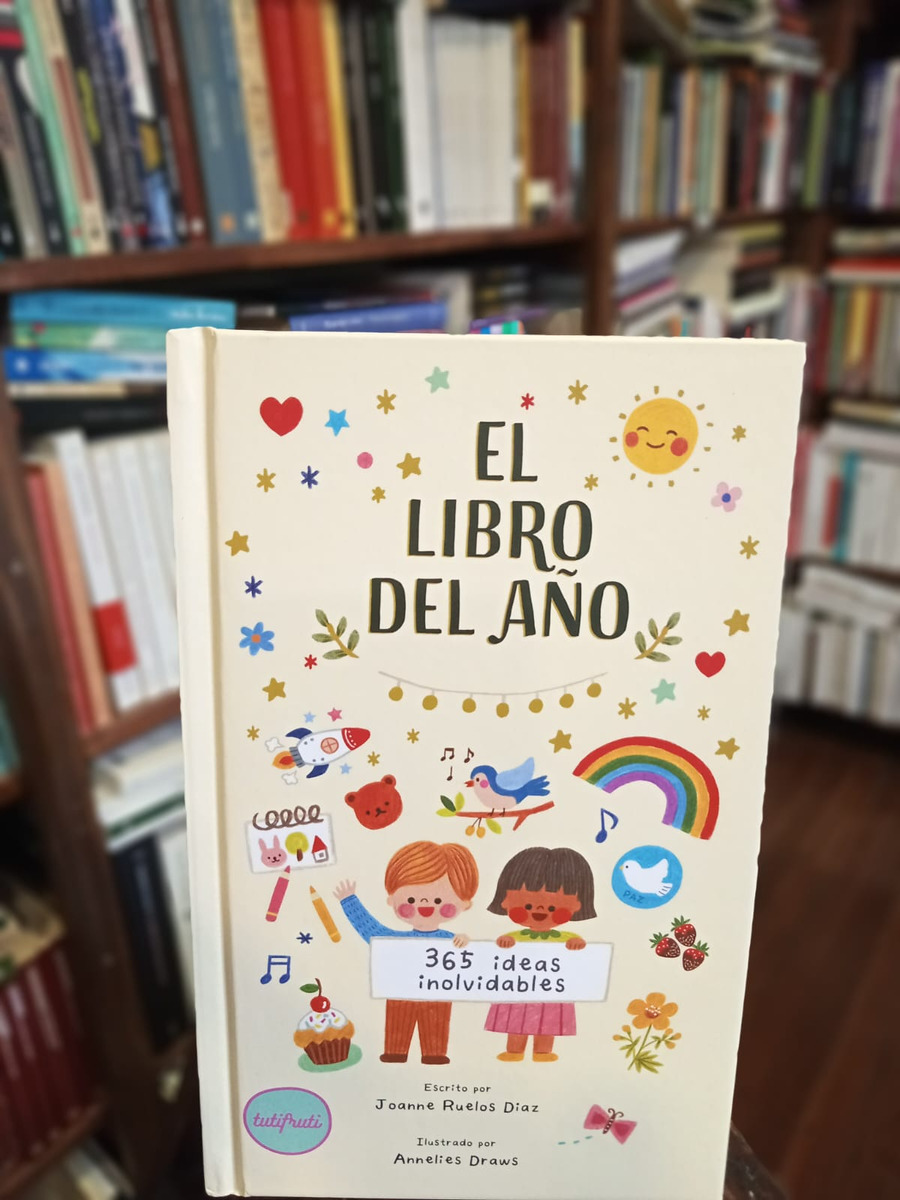 EL
LIBRO
DEL AÑO
PAZ
365 ideas
inolvidables
Escrito por
Joanne Ruelos Diaz
tutifruti
Ilustrado por
Annelies Draws